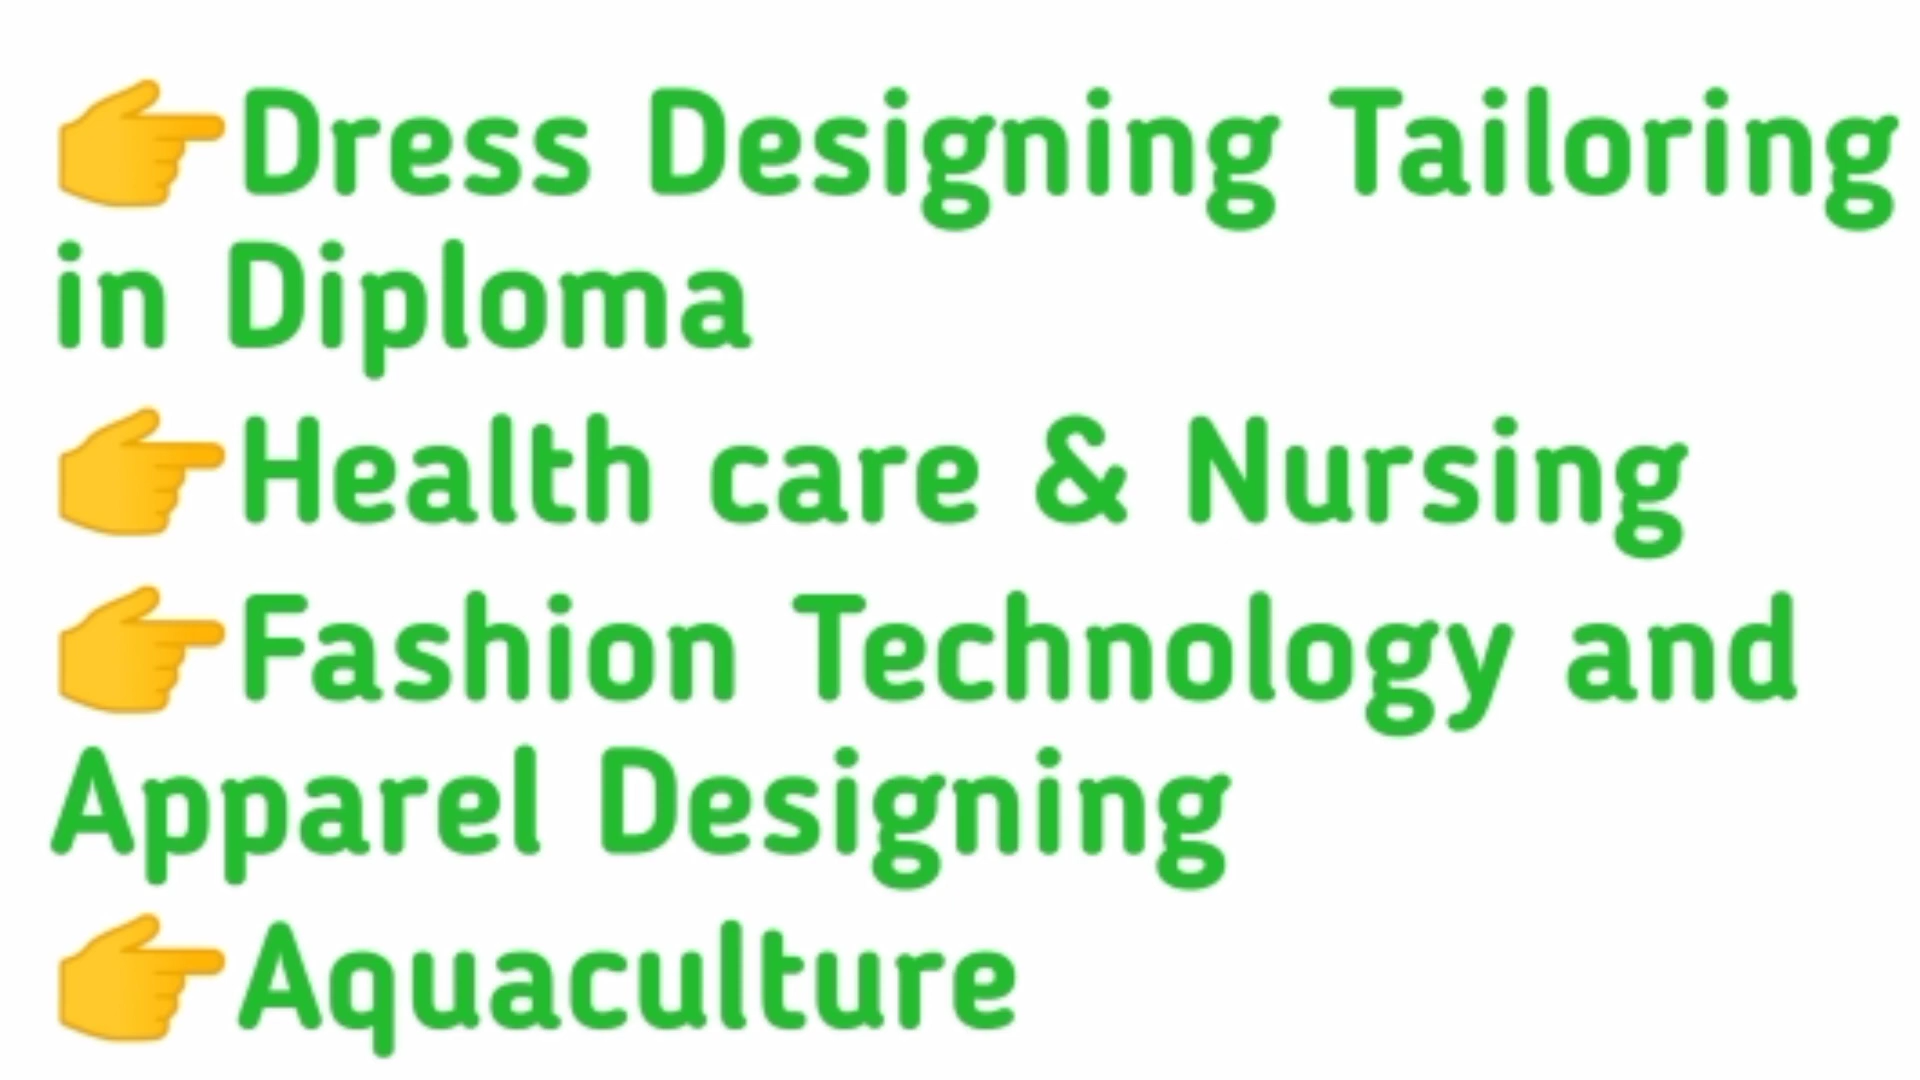 👉Dress Designing Tailoring
in Diploma
👉Health care & Nursing
👉Fashion Technology and
Apparel Designing
👉Aquaculture